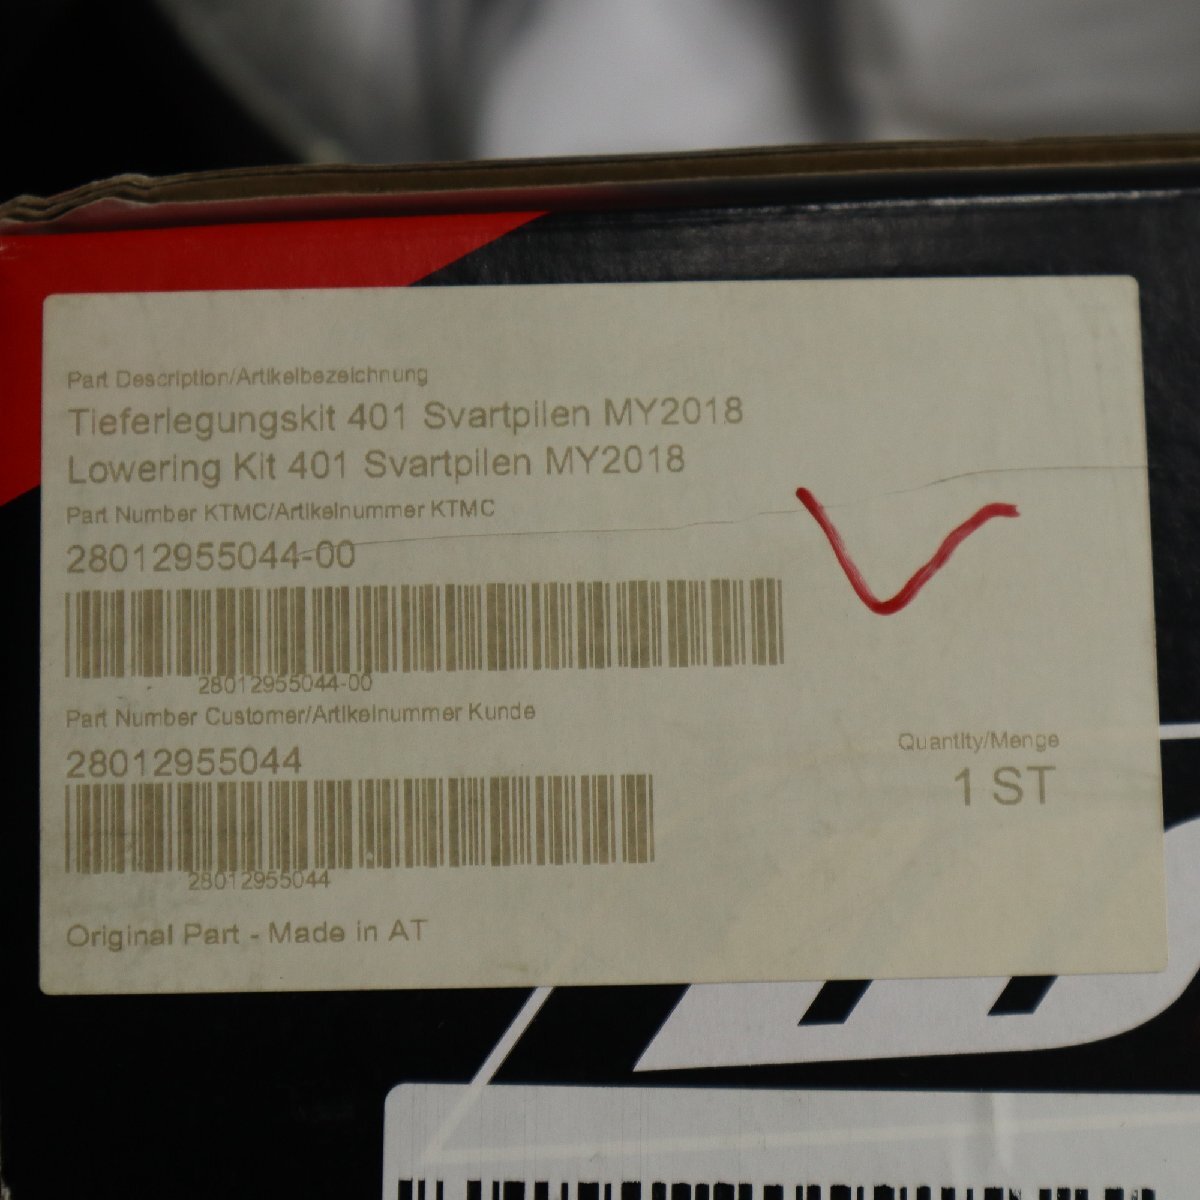 Part Description/Artikelbezeichnung
Tieferlegungskit 401 Svartpilen MY2018
Lowering Kit 401 Svartpilen MY2018
Part Number KTMC/Artikelnummer KTMC
28012955044-00
28012955044-00
Part Number Customer/Artikelnummer Kunde
28012955044
28012955044
Quantity/Menge
1 ST
Original Part - Made in AT